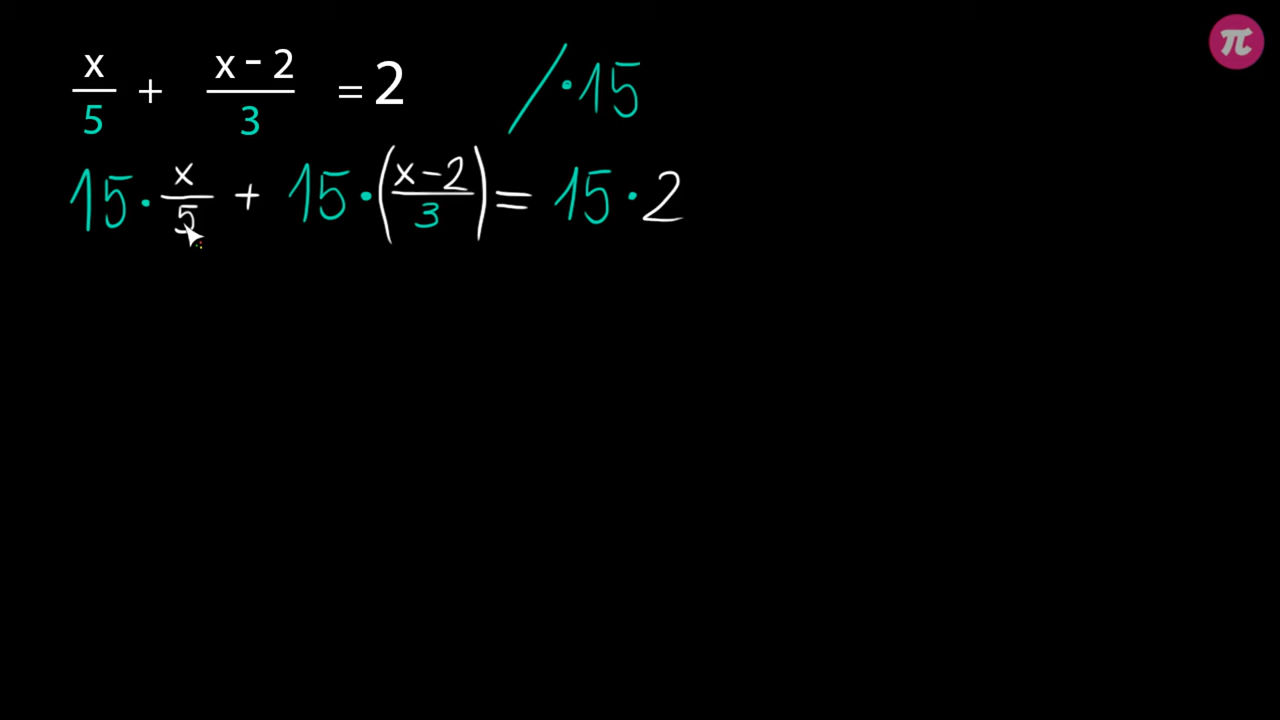 x/5 + (x - 2)/3 = 2 / · 15
15 · x/5 + 15 · ((x - 2)/3) = 15 · 2
π